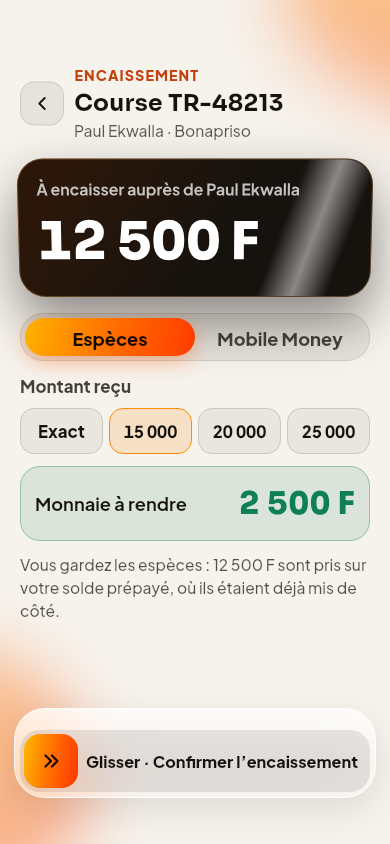 ENCAISSEMENT
Course TR-48213
Paul Ekwalla · Bonapriso
À encaisser auprès de Paul Ekwalla
12 500 F
Espèces
Mobile Money
Montant reçu
Exact
15 000
20 000
25 000
Monnaie à rendre
2 500 F
Vous gardez les espèces : 12 500 F sont pris sur
votre solde prépayé, où ils étaient déjà mis de
côté.
Glisser · Confirmer l’encaissement